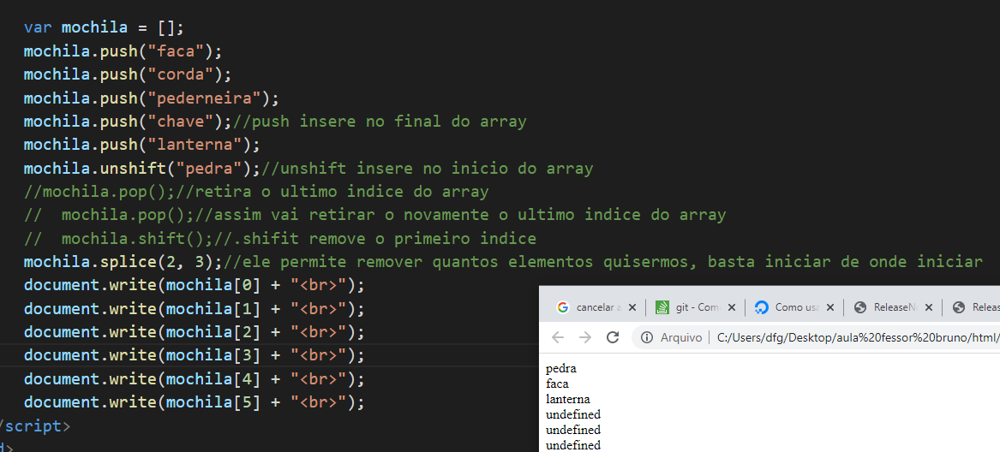 var mochila = [];
mochila.push("faca");
mochila.push("corda");
mochila.push("pederneira");
mochila.push("chave");//push insere no final do array
mochila.push("lanterna");
mochila.unshift("pedra");//unshift insere no inicio do array
//mochila.pop();//retira o ultimo indice do array
//  mochila.pop();//assim vai retirar o novamente o ultimo indice do array
//  mochila.shift();//.shifit remove o primeiro indice
mochila.splice(2, 3);//ele permite remover quantos elementos quisermos, basta iniciar de onde iniciar
document.write(mochila[0] + "<br>");
document.write(mochila[1] + "<br>");
document.write(mochila[2] + "<br>");
document.write(mochila[3] + "<br>");
document.write(mochila[4] + "<br>");
document.write(mochila[5] + "<br>");
/script>
d>
cancelar a git - Com Como usa ReleaseNo Releas
Arquivo C:/Users/dfg/Desktop/aula%20fessor%20bruno/html/
pedra
faca
lanterna
undefined
undefined
undefined